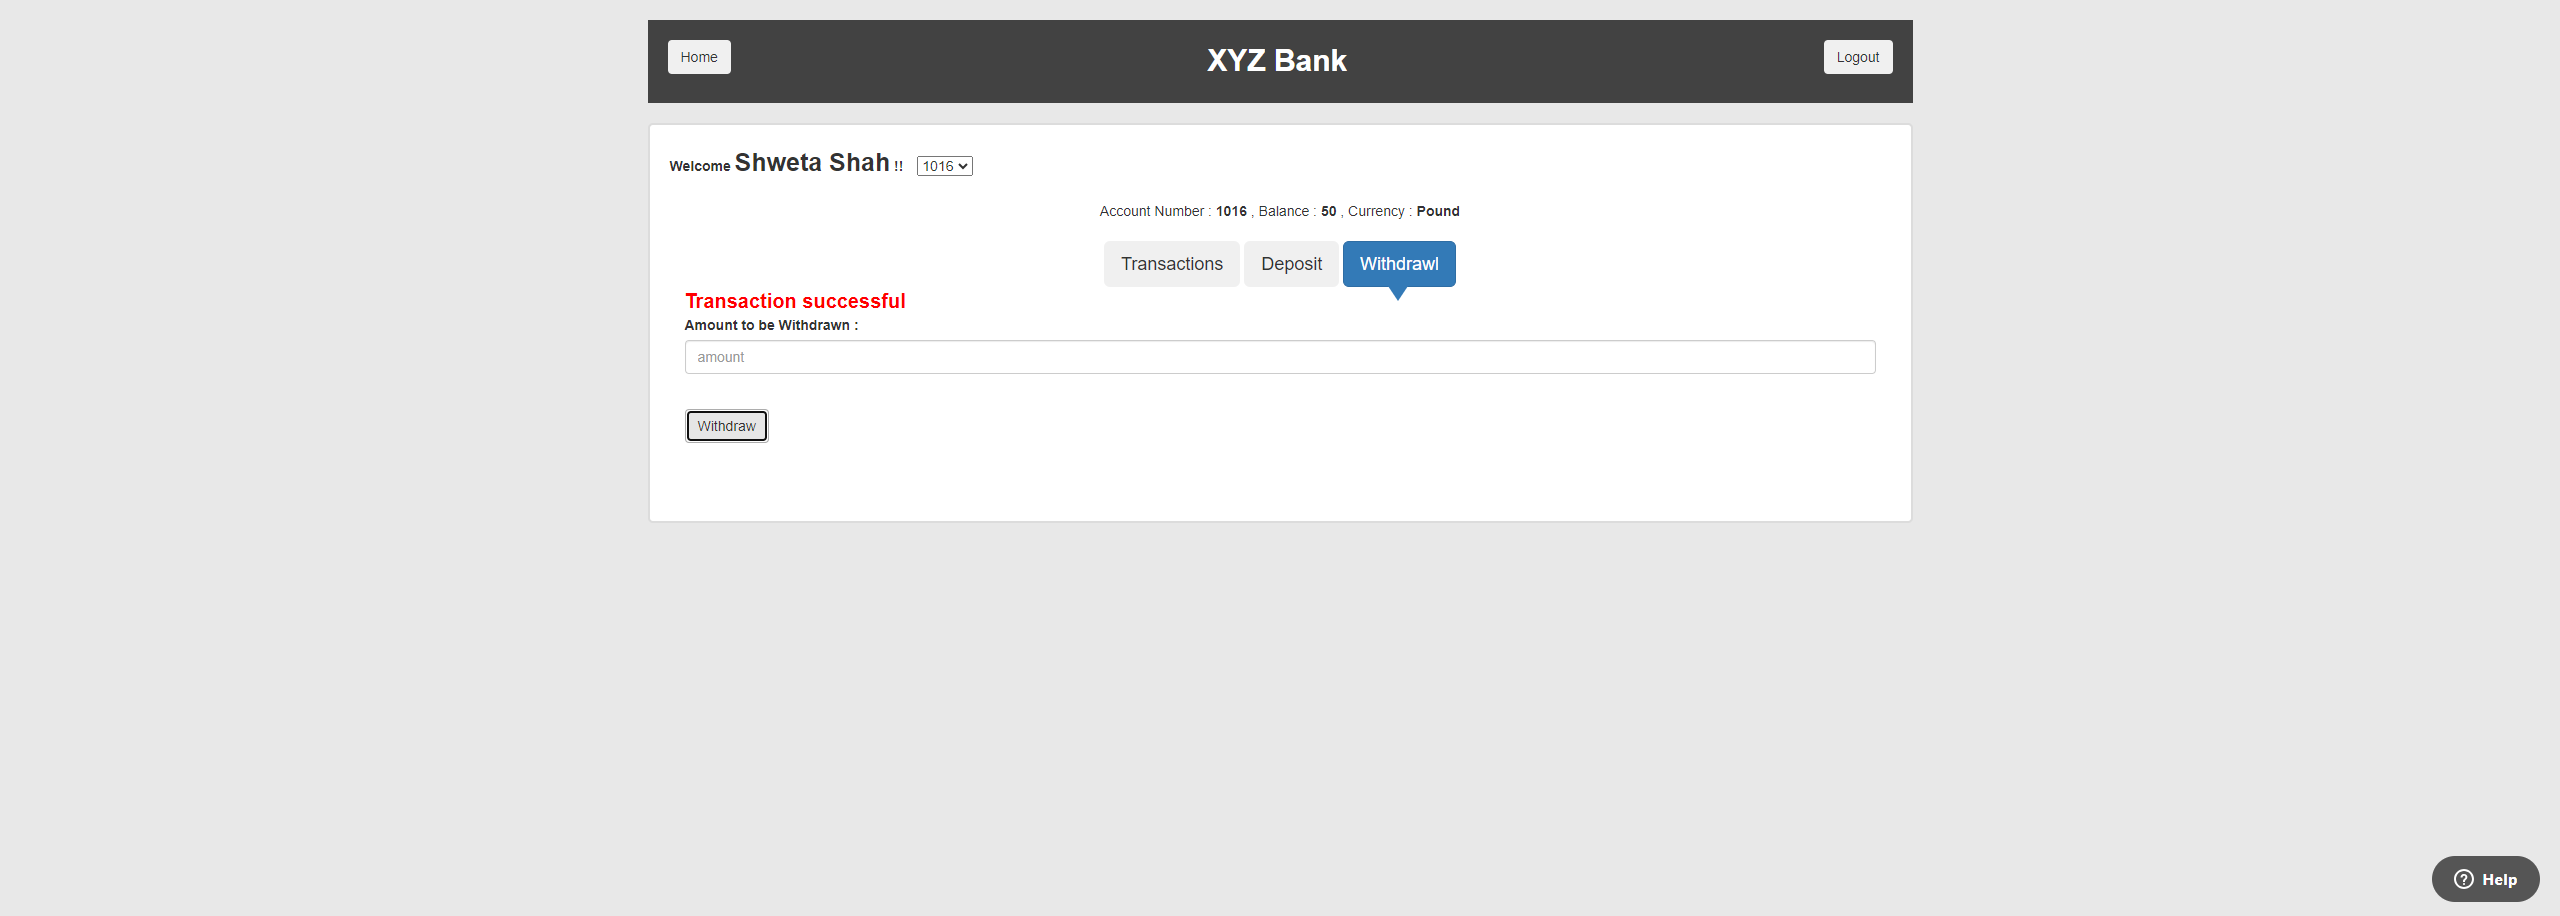 Home
XYZ Bank
Logout
Welcome Shweta Shah !! 1016
Account Number : 1016 , Balance : 50 , Currency : Pound
Transactions
Deposit
Withdrawl
Transaction successful
Amount to be Withdrawn :
amount
Withdraw
Help